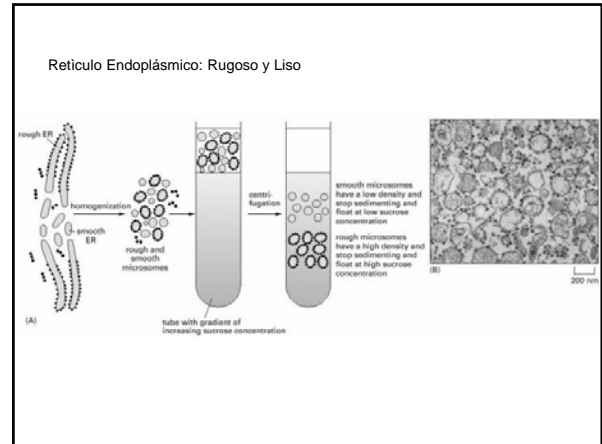 Retìculo Endoplásmico: Rugoso y Liso
rough ER
homogenization
smooth
ER
rough and
smooth
microsomes
(A)
tube with gradient of
increasing sucrose concentration
centri-
fugation
smooth microsomes
have a low density and
stop sedimenting and
float at low sucrose
concentration
rough microsomes
have a high density and
stop sedimenting and
float at high sucrose
concentration
(B)
200 nm